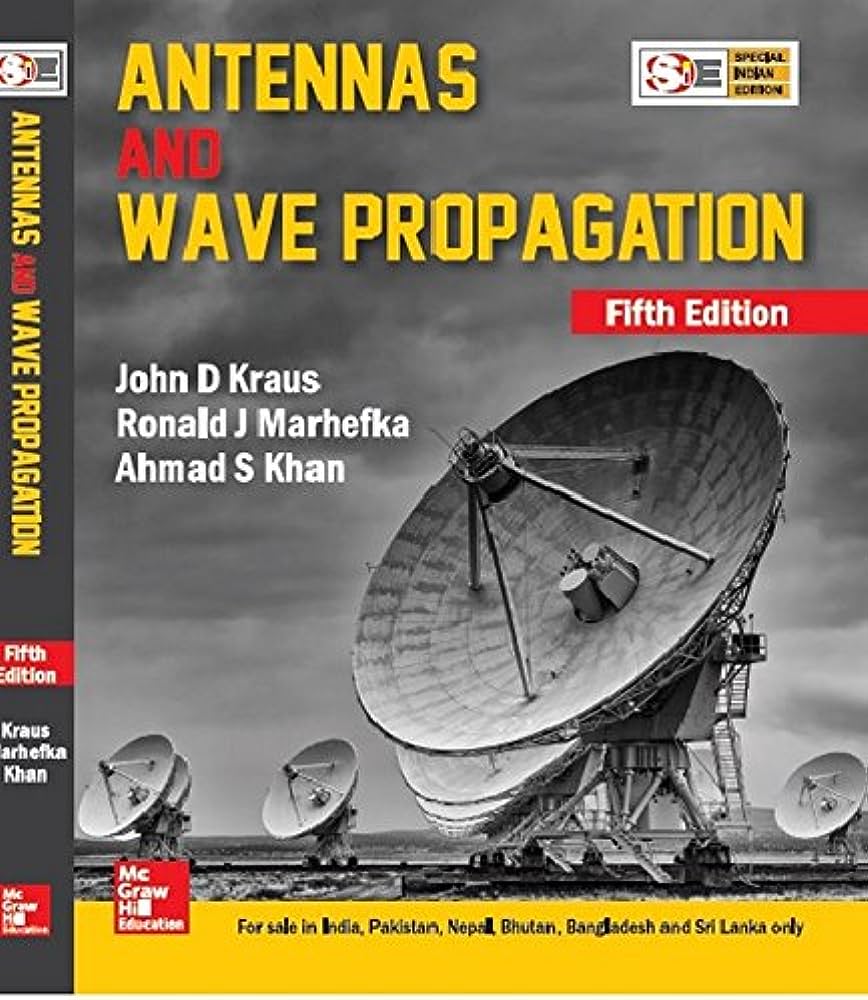 SIE
ANTENNAS AND WAVE PROPAGATION
Fifth
Edition
Kraus
Marhefka
Khan
Mc
Graw
Hill
Education
ANTENNAS
AND
WAVE PROPAGATION
SIE
SPECIAL
INDIAN
EDITION
Fifth Edition
John D Kraus
Ronald J Marhefka
Ahmad S Khan
Mc
Graw
Hill
Education
For sale in India, Pakistan, Nepal, Bhutan, Bangladesh and Sri Lanka only